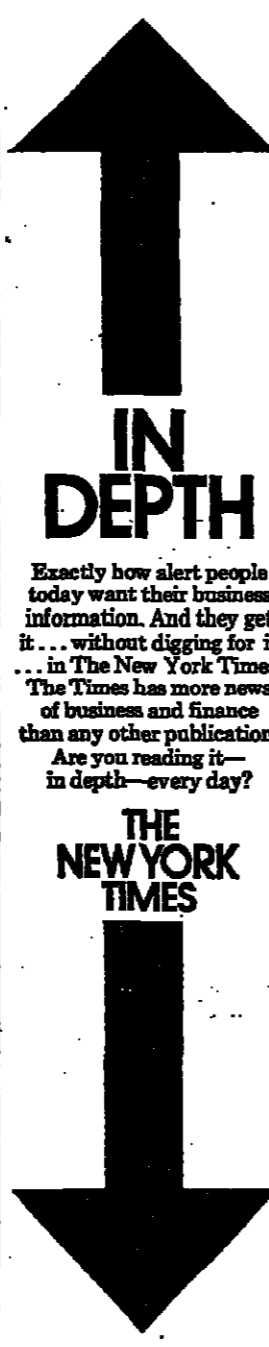 IN
DEPTH
Exactly how alert people
today want their business
information. And they get
it . . . without digging for i
. . . in The New York Time
The Times has more news
of business and finance
than any other publication
Are you reading it—
in depth—every day?
THE
NEW YORK
TIMES